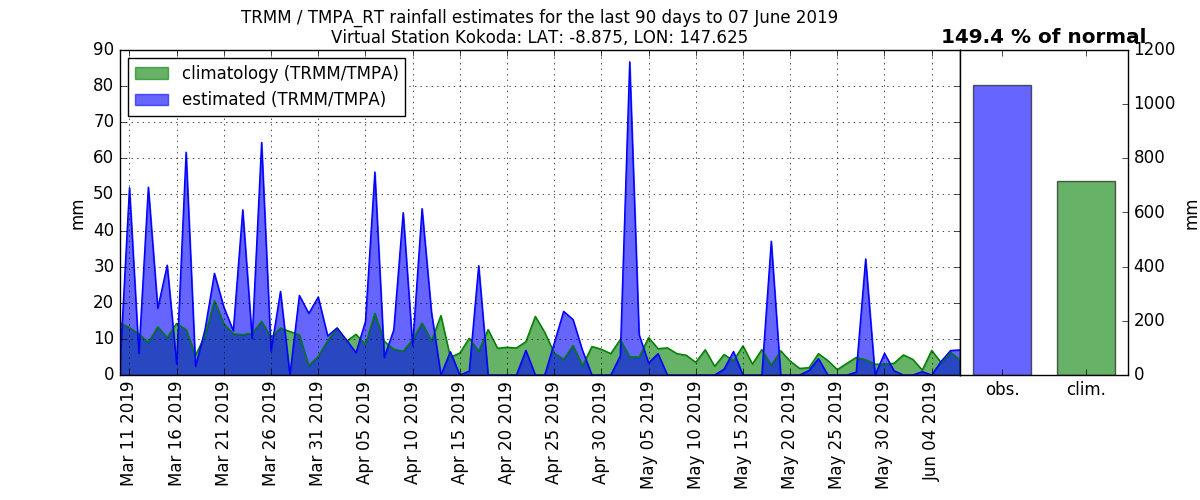 TRMM / TMPA_RT rainfall estimates for the last 90 days to 07 June 2019
Virtual Station Kokoda: LAT: -8.875, LON: 147.625
149.4 % of normal
climatology (TRMM/TMPA)
estimated (TRMM/TMPA)
mm
90
80
70
60
50
40
30
20
10
0
Mar 11 2019
Mar 16 2019
Mar 21 2019
Mar 26 2019
Mar 31 2019
Apr 05 2019
Apr 10 2019
Apr 15 2019
Apr 20 2019
Apr 25 2019
Apr 30 2019
May 05 2019
May 10 2019
May 15 2019
May 20 2019
May 25 2019
May 30 2019
Jun 04 2019
obs.
clim.
1200
1000
800
600
400
200
0
mm